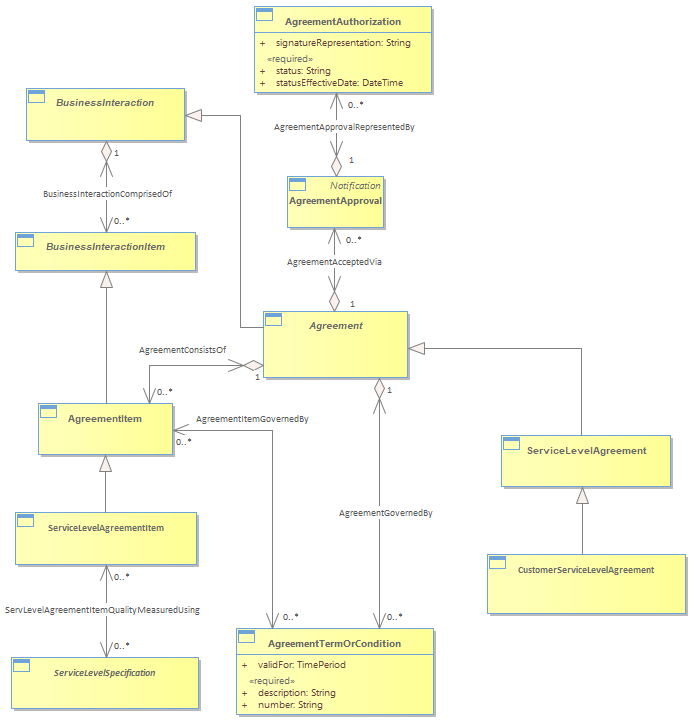 AgreementAuthorization
+ signatureRepresentation: String
«required»
+ status: String
+ statusEffectiveDate: DateTime
BusinessInteraction
0..*
AgreementApprovalRepresentedBy
1
1
Notification
AgreementApproval
BusinessInteractionComprisedOf
0..*
0..*
BusinessInteractionItem
AgreementAcceptedVia
1
Agreement
AgreementConsistsOf
1
0..*
1
AgreementItem
AgreementItemGovernedBy
0..*
ServiceLevelAgreement
AgreementGovernedBy
ServiceLevelAgreementItem
CustomerServiceLevelAgreement
0..*
ServLevelAgreementItemQualityMeasuredUsing
0..*
0..*
0..*
AgreementTermOrCondition
+ validFor: TimePeriod
«required»
+ description: String
+ number: String
ServiceLevelSpecification